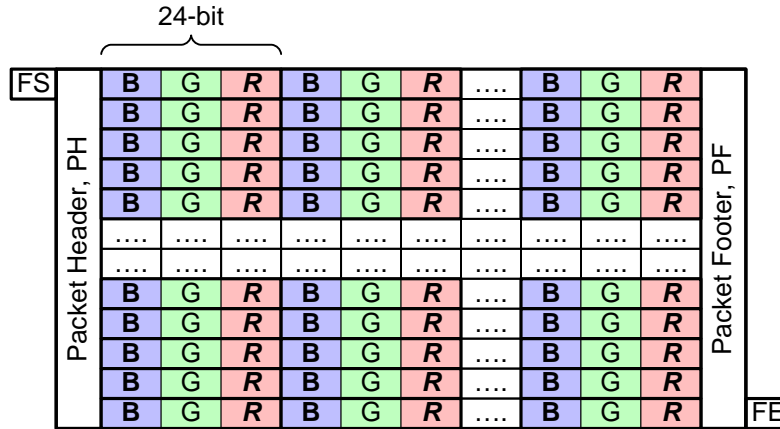 24-bit
FS
Packet Header, PH
B G R B G R .... B G R
B G R B G R .... B G R
B G R B G R .... B G R
B G R B G R .... B G R
B G R B G R .... B G R
.... .... .... .... .... .... .... .... .... ....
.... .... .... .... .... .... .... .... .... ....
B G R B G R .... B G R
B G R B G R .... B G R
B G R B G R .... B G R
B G R B G R .... B G R
B G R B G R .... B G R
Packet Footer, PF
FE